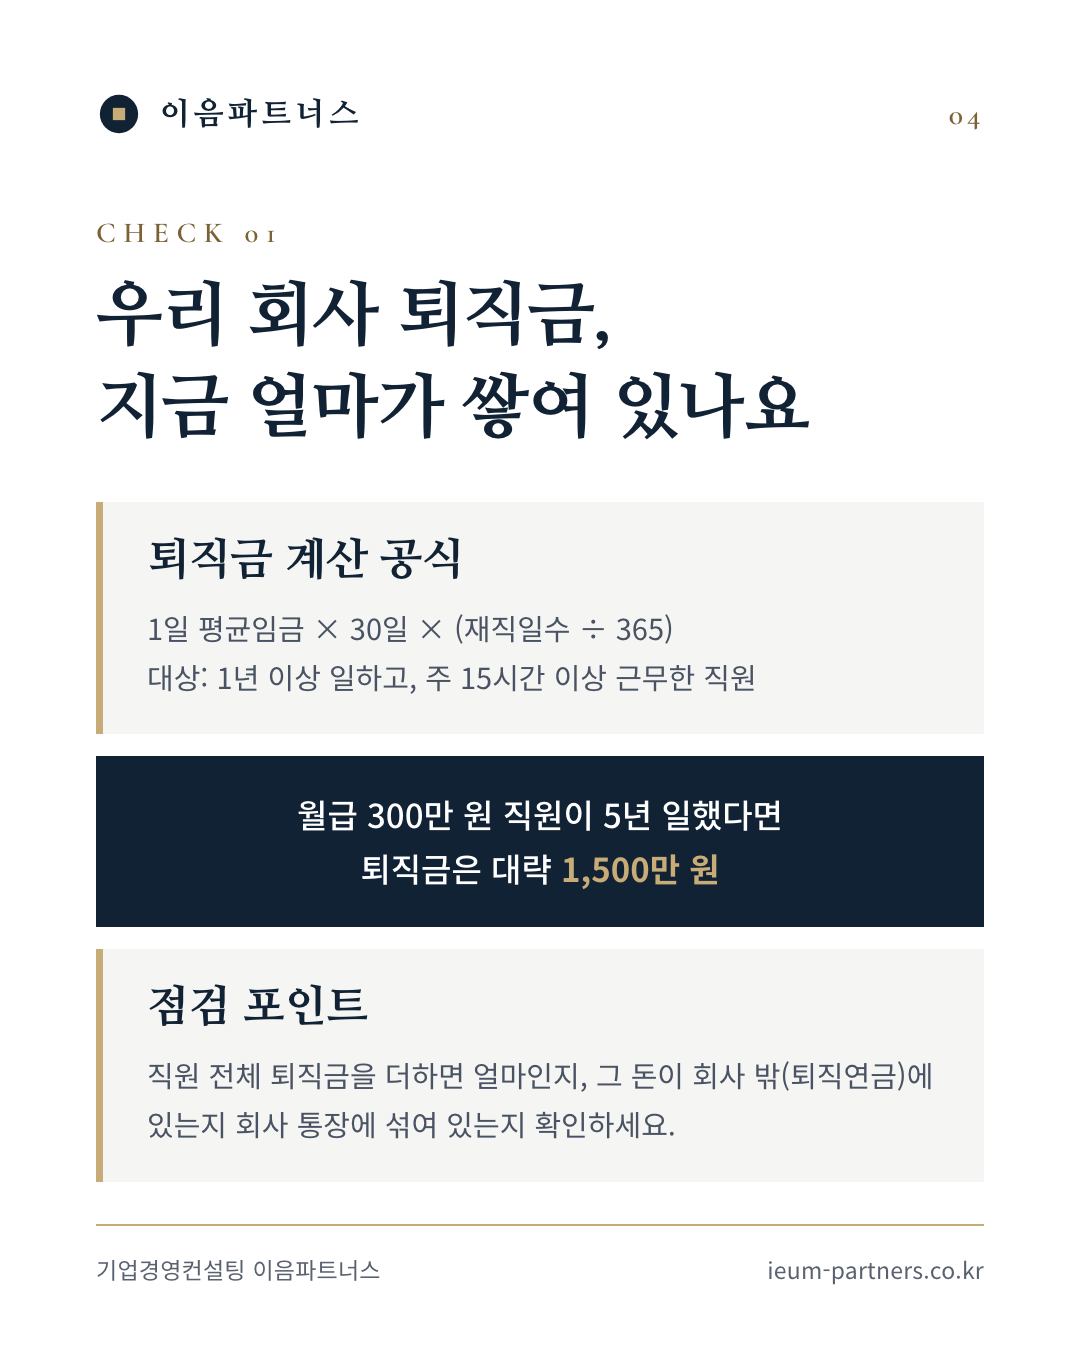 이음파트너스
04
CHECK 01
우리 회사 퇴직금,
지금 얼마가 쌓여 있나요
퇴직금 계산 공식
1일 평균임금 × 30일 × (재직일수 ÷ 365)
대상: 1년 이상 일하고, 주 15시간 이상 근무한 직원
월급 300만 원 직원이 5년 일했다면
퇴직금은 대략 1,500만 원
점검 포인트
직원 전체 퇴직금을 더하면 얼마인지, 그 돈이 회사 밖(퇴직연금)에
있는지 회사 통장에 섞여 있는지 확인하세요.
기업경영컨설팅 이음파트너스
ieum-partners.co.kr